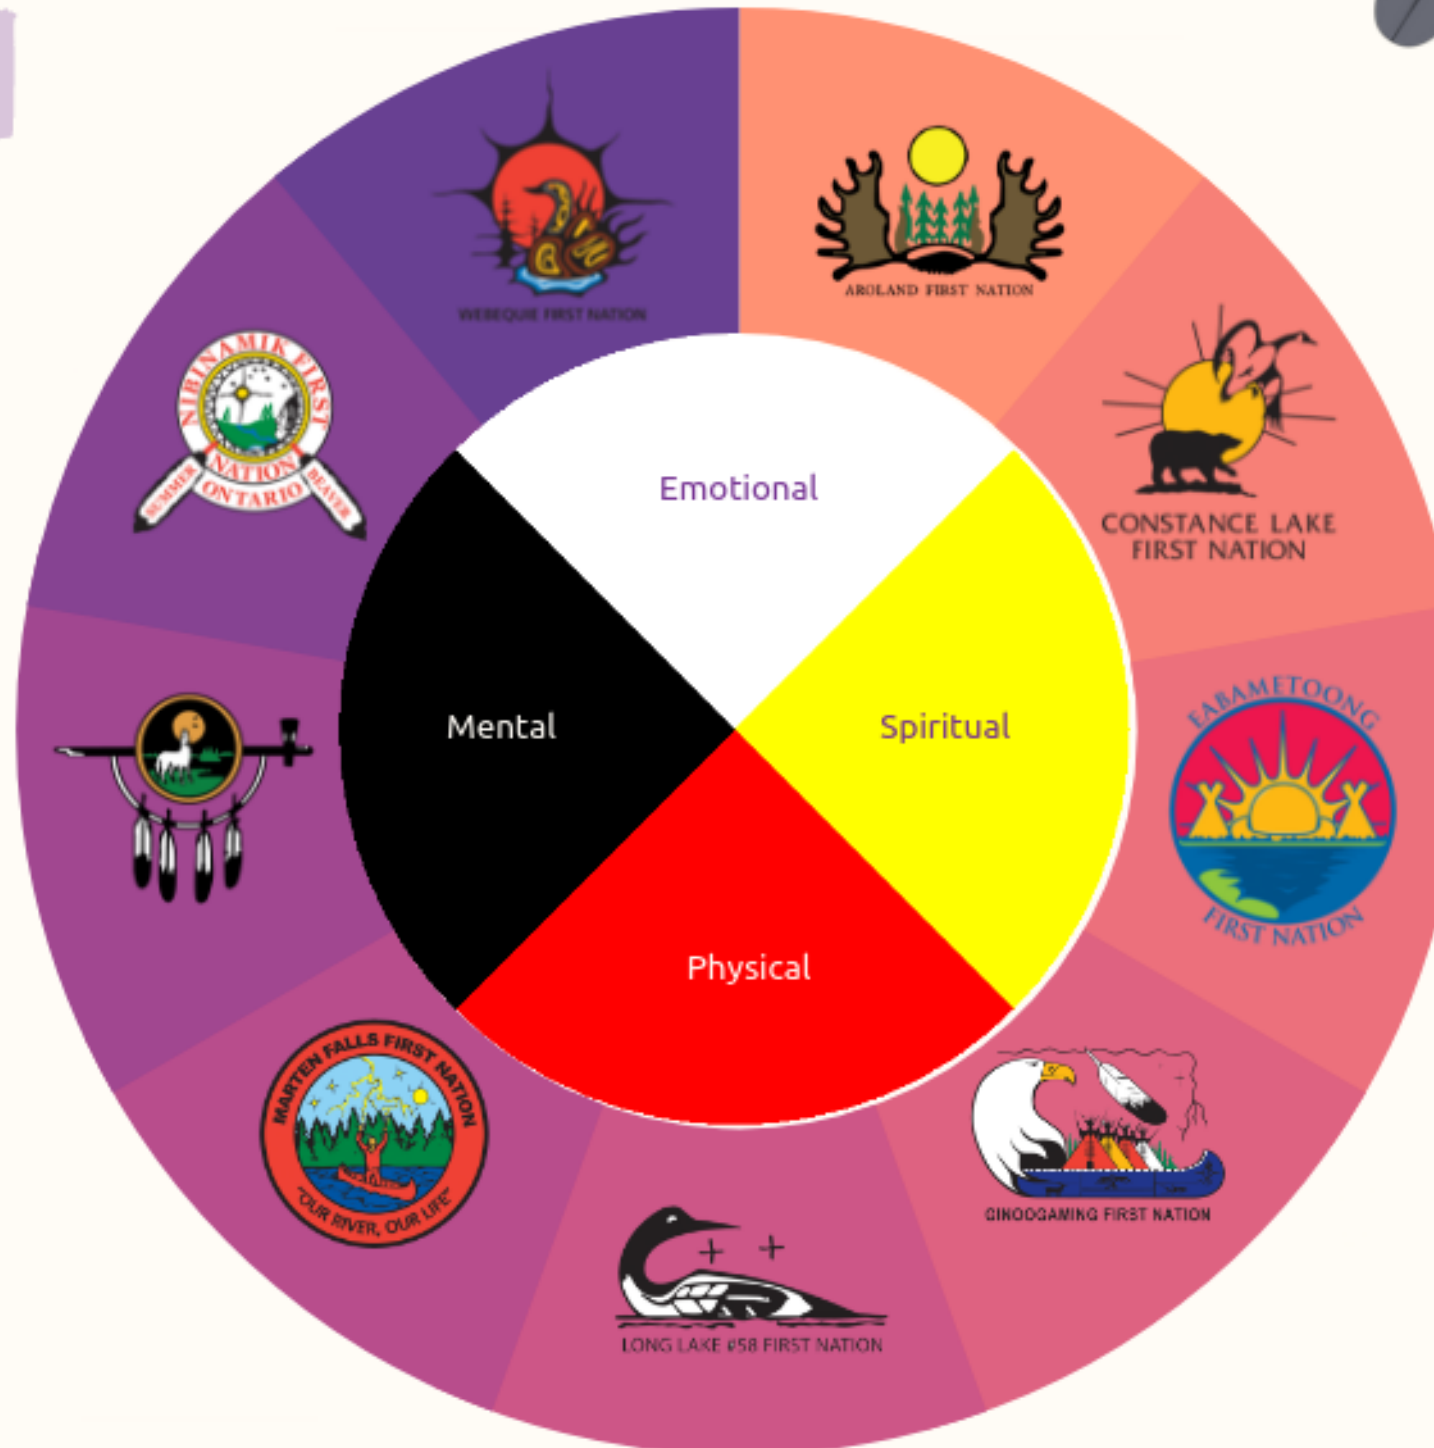 WEBEQUIE FIRST NATION
AROLAND FIRST NATION
CONSTANCE LAKE
FIRST NATION
EABAMETOONG
FIRST NATION
GINOOGAMING FIRST NATION
LONG LAKE #58 FIRST NATION
MARTEN FALLS FIRST NATION
"OUR RIVER, OUR LIFE"
NIBINAMIK FIRST
NATION
ONTARIO
SUMMER
BEAVER
Emotional
Mental
Spiritual
Physical